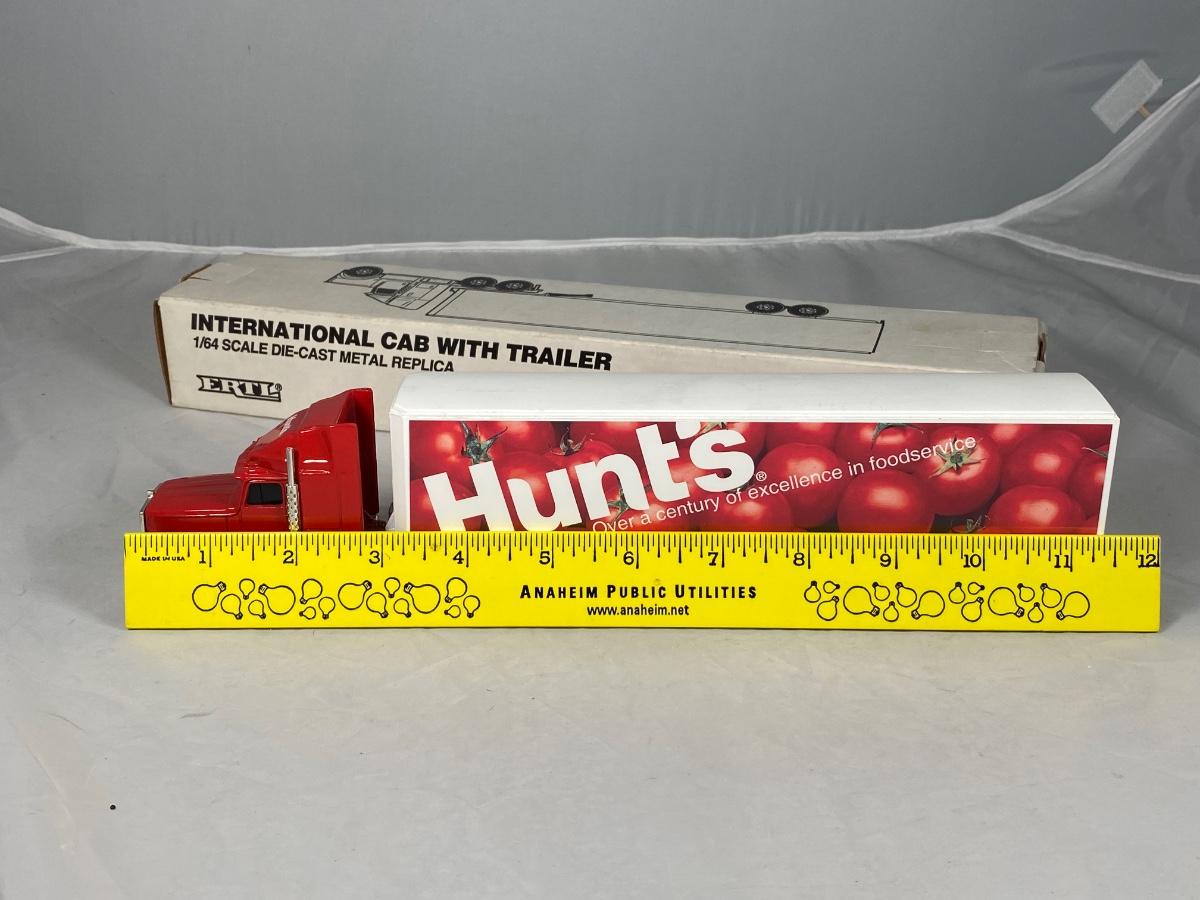 INTERNATIONAL CAB WITH TRAILER
1/64 SCALE DIE-CAST METAL REPLICA
ERTL®
Hunt's®
Over a century of excellence in foodservice
MADE IN USA 1 2 3 4 5 6 7 8 9 10 11 12
ANAHEIM PUBLIC UTILITIES
www.anaheim.net